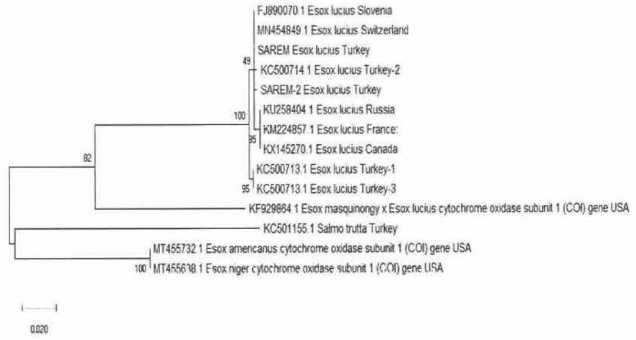 FJ890070.1 Esox lucius Slovenia
MN454849.1 Esox lucius Switzerland
SAREM Esox lucius Turkey
49
KC500714.1 Esox lucius Turkey-2
SAREM-2 Esox lucius Turkey
KU258404.1 Esox lucius Russia
100
KM224857.1 Esox lucius France:
95
KX145270.1 Esox lucius Canada
82
KC500713.1 Esox lucius Turkey-1
95
KC500713.1 Esox lucius Turkey-3
KF929864.1 Esox masquinongy x Esox lucius cytochrome oxidase subunit 1 (COI) gene USA
KC501155.1 Salmo trutta Turkey
MT455732.1 Esox americanus cytochrome oxidase subunit 1 (COI) gene USA
100
MT455638.1 Esox niger cytochrome oxidase subunit 1 (COI) gene USA
0.020